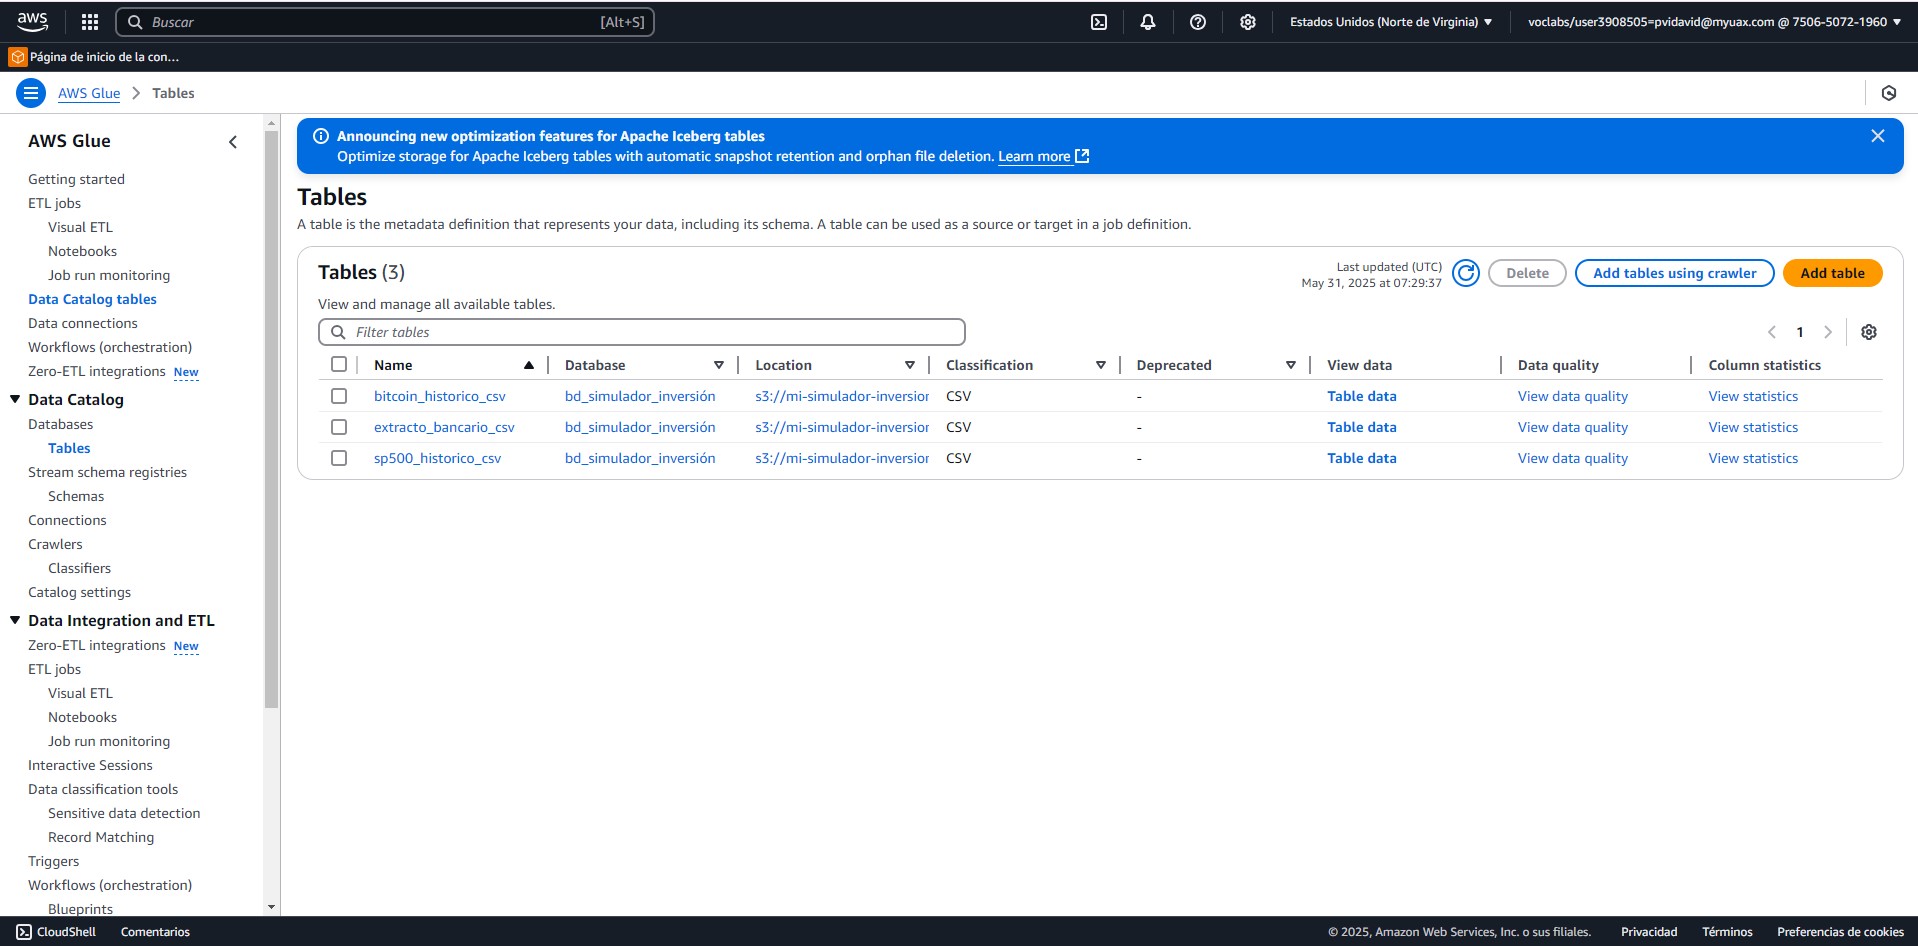 aws
Buscar [Alt+S] Estados Unidos (Norte de Virginia) voclabs/user3908505=pvidavid@myuax.com @ 7506-5072-1960
Página de inicio de la con...
AWS Glue Tables
AWS Glue
Getting started
ETL jobs
Visual ETL
Notebooks
Job run monitoring
Data Catalog tables
Data connections
Workflows (orchestration)
Zero-ETL integrations New
Data Catalog
Databases
Tables
Stream schema registries
Schemas
Connections
Crawlers
Classifiers
Catalog settings
Data Integration and ETL
Zero-ETL integrations New
ETL jobs
Visual ETL
Notebooks
Job run monitoring
Interactive Sessions
Data classification tools
Sensitive data detection
Record Matching
Triggers
Workflows (orchestration)
Blueprints
Announcing new optimization features for Apache Iceberg tables
Optimize storage for Apache Iceberg tables with automatic snapshot retention and orphan file deletion. Learn more
Tables
A table is the metadata definition that represents your data, including its schema. A table can be used as a source or target in a job definition.
Tables (3)
Last updated (UTC)
May 31, 2025 at 07:29:37
Delete Add tables using crawler Add table
View and manage all available tables.
Filter tables
1
Name Database Location Classification Deprecated View data Data quality Column statistics
bitcoin_historico_csv bd_simulador_inversión s3://mi-simulador-inversior CSV - Table data View data quality View statistics
extracto_bancario_csv bd_simulador_inversión s3://mi-simulador-inversior CSV - Table data View data quality View statistics
sp500_historico_csv bd_simulador_inversión s3://mi-simulador-inversior CSV - Table data View data quality View statistics
CloudShell Comentarios © 2025, Amazon Web Services, Inc. o sus filiales. Privacidad Términos Preferencias de cookies